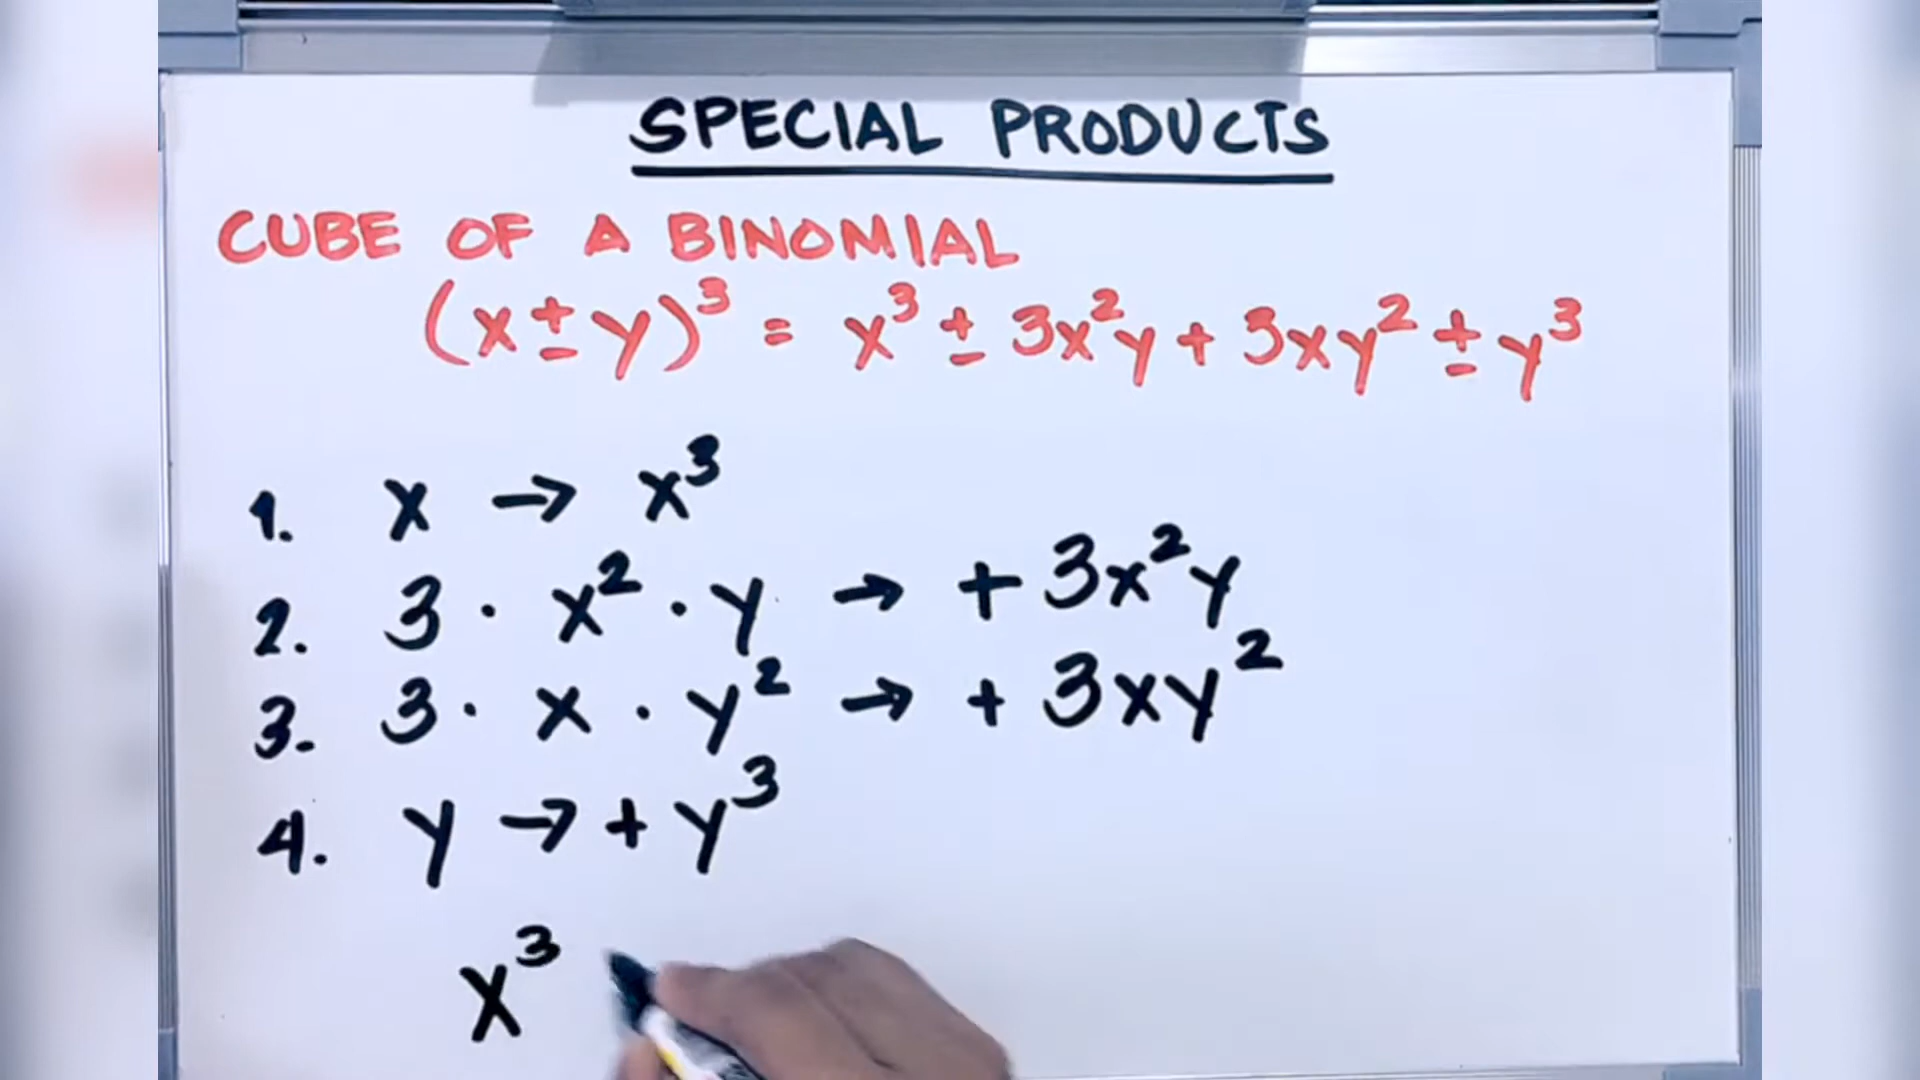 SPECIAL PRODUCTS
CUBE OF A BINOMIAL
(x ± y)³ = x³ ± 3x²y + 3xy² ± y³
1. x → x³
2. 3 · x² · y → + 3x²y
3. 3 · x · y² → + 3xy²
4. y → + y³
x³